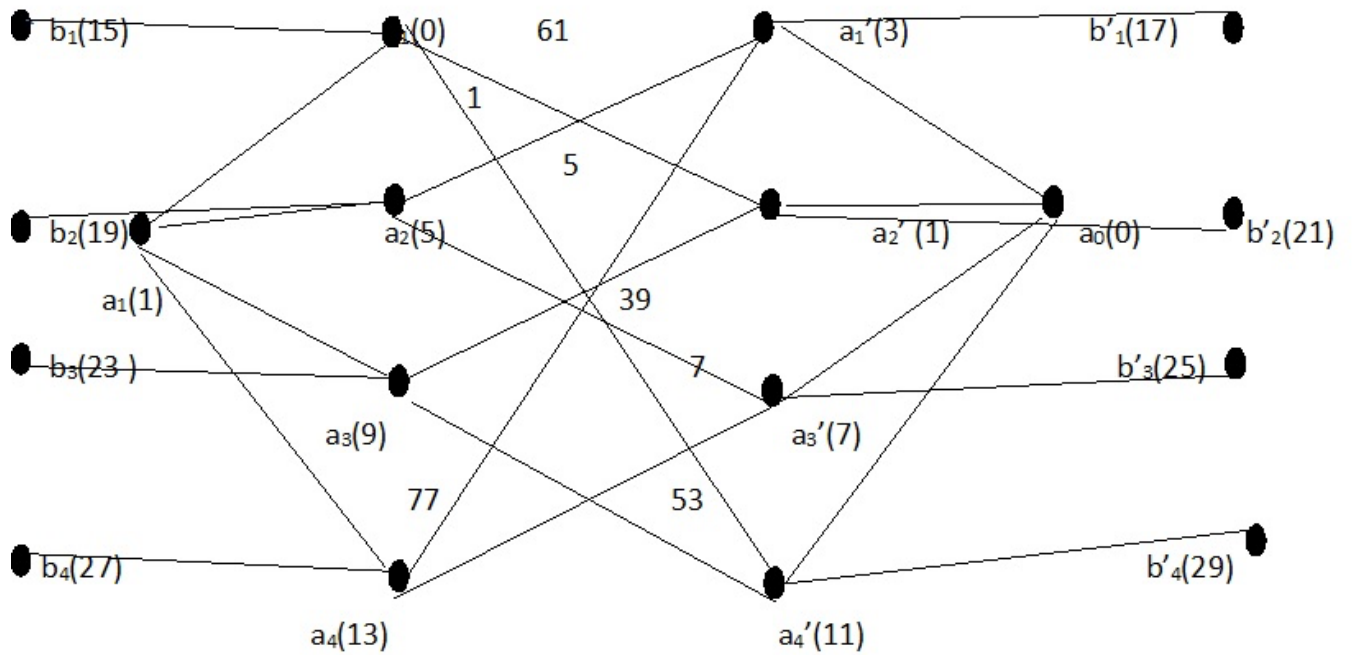 b₁(15) ₁(0) 61 a₁'(3) b'₁(17)
1
5
b₂(19) a₂(5) a₂' (1) a₀(0) b'₂(21)
a₁(1) 39
b₃(23 ) 7 b'₃(25)
a₃(9) a₃'(7)
77 53
b₄(27) b'₄(29)
a₄(13) a₄'(11)